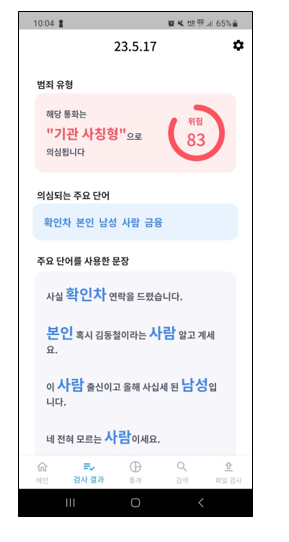 10:04
65%
23.5.17
범죄 유형
해당 통화는
"기관 사칭형"으로
의심됩니다
위험
83
의심되는 주요 단어
확인차 본인 남성 사람 금융
주요 단어를 사용한 문장
사실 확인차 연락을 드렸습니다.
본인 혹시 김동철이라는 사람 알고 계세
요.
이 사람 출신이고 올해 사십세 된 남성입
니다.
네 전혀 모르는 사람이세요.
메인 검사 결과 통계 검색 파일 검사